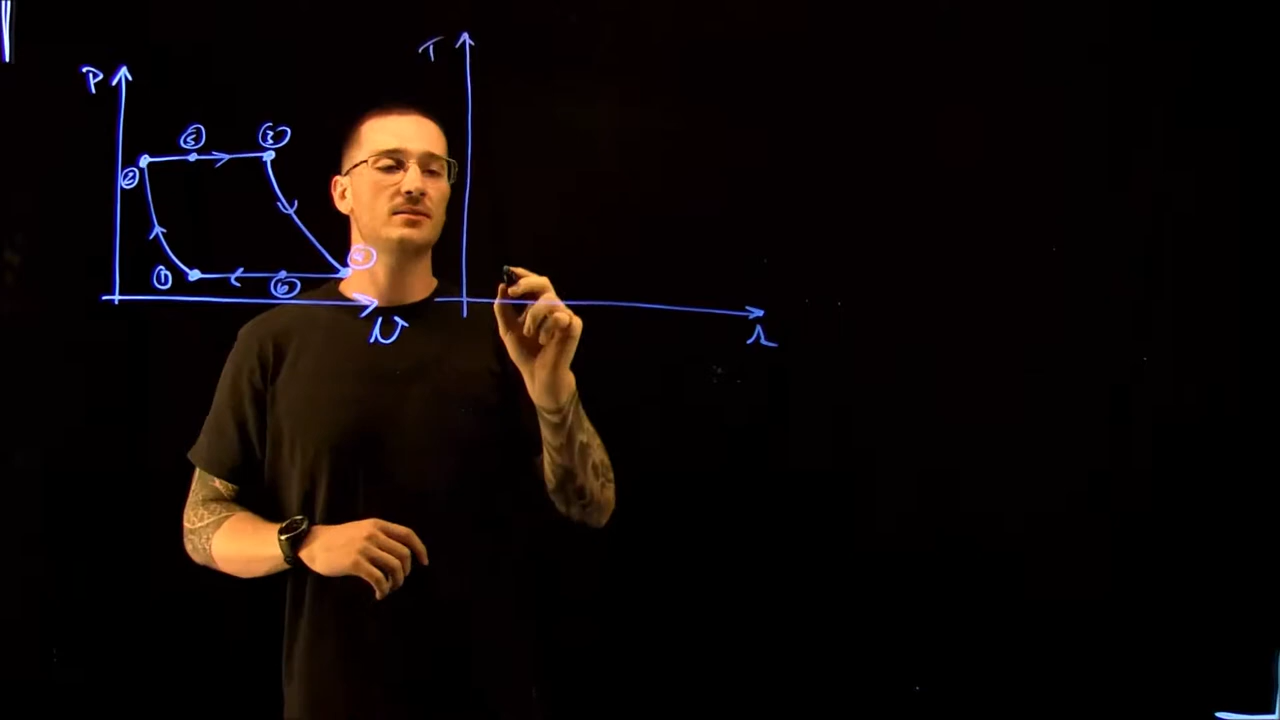 P
T
⑤
③
②
④
①
⑥
v
s